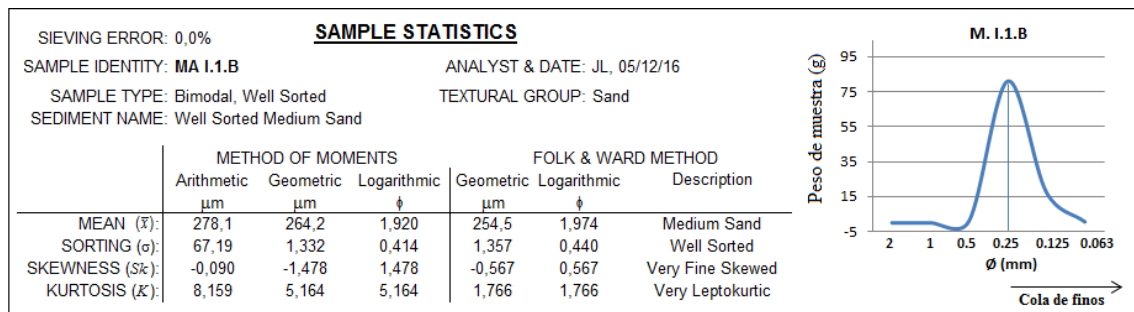 SAMPLE STATISTICS
SIEVING ERROR: 0,0%
SAMPLE IDENTITY: MA I.1.B ANALYST & DATE: JL, 05/12/16
SAMPLE TYPE: Bimodal, Well Sorted TEXTURAL GROUP: Sand
SEDIMENT NAME: Well Sorted Medium Sand
METHOD OF MOMENTS FOLK & WARD METHOD
Arithmetic Geometric Logarithmic Geometric Logarithmic Description
μm μm ϕ μm ϕ
MEAN (x̄): 278,1 264,2 1,920 254,5 1,974 Medium Sand
SORTING (σ): 67,19 1,332 0,414 1,357 0,440 Well Sorted
SKEWNESS (Sk): -0,090 -1,478 1,478 -0,567 0,567 Very Fine Skewed
KURTOSIS (K): 8,159 5,164 5,164 1,766 1,766 Very Leptokurtic
M. I.1.B
Peso de muestra (g)
95
75
55
35
15
-5
2 1 0.5 0.25 0.125 0.063
Ø (mm)
Cola de finos